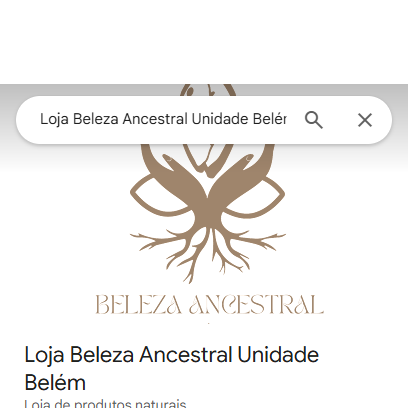 Loja Beleza Ancestral Unidade Belém
BELEZA ANCESTRAL
Loja Beleza Ancestral Unidade
Belém
Loja de produtos naturais